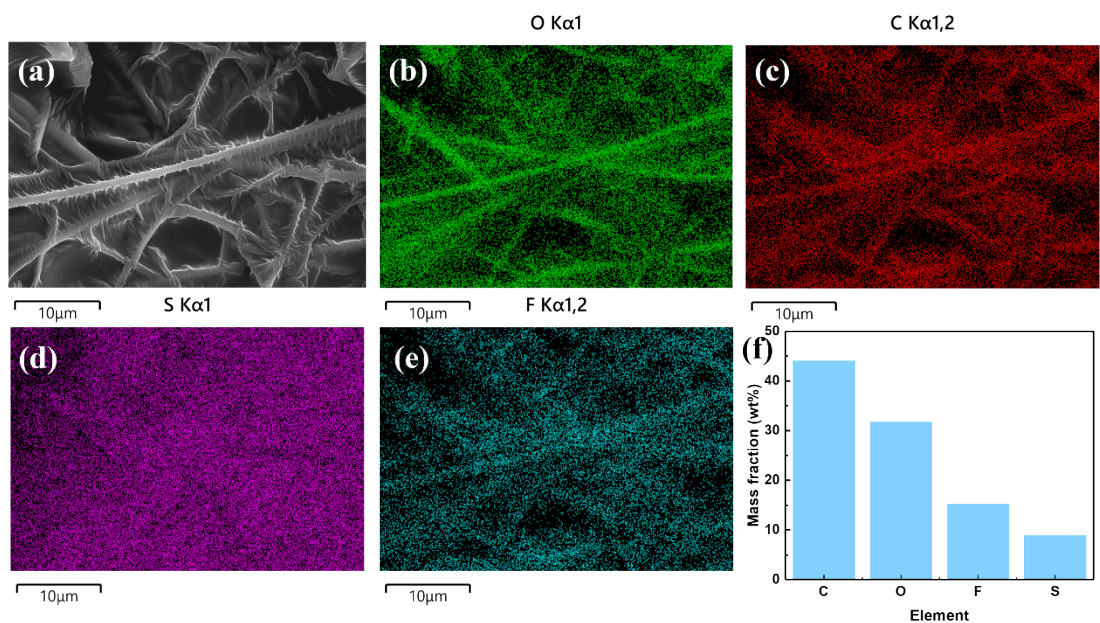 O Kα1
C Kα1,2
(a)
(b)
(c)
10μm
S Kα1
10μm
F Kα1,2
10μm
(d)
(e)
(f)
50
40
30
20
10
0
Mass fraction (wt%)
C
O
F
S
Element
10μm
10μm